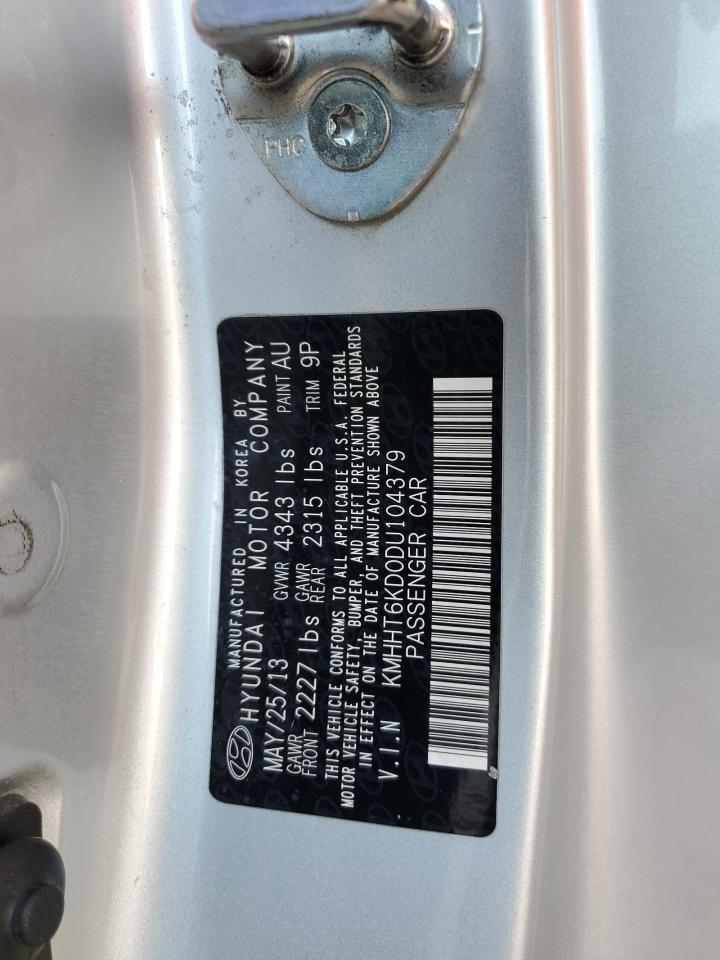 PHC
MANUFACTURED IN KOREA BY
HYUNDAI MOTOR COMPANY
MAY/25/13 GVWR 4343 lbs PAINT AU
GAWR FRONT 2227 lbs GAWR REAR 2315 lbs TRIM 9P
THIS VEHICLE CONFORMS TO ALL APPLICABLE U.S.A. FEDERAL
MOTOR VEHICLE SAFETY, BUMPER, AND THEFT PREVENTION STANDARDS
IN EFFECT ON THE DATE OF MANUFACTURE SHOWN ABOVE
V.I.N KMHHT6KD0DU104379
PASSENGER CAR